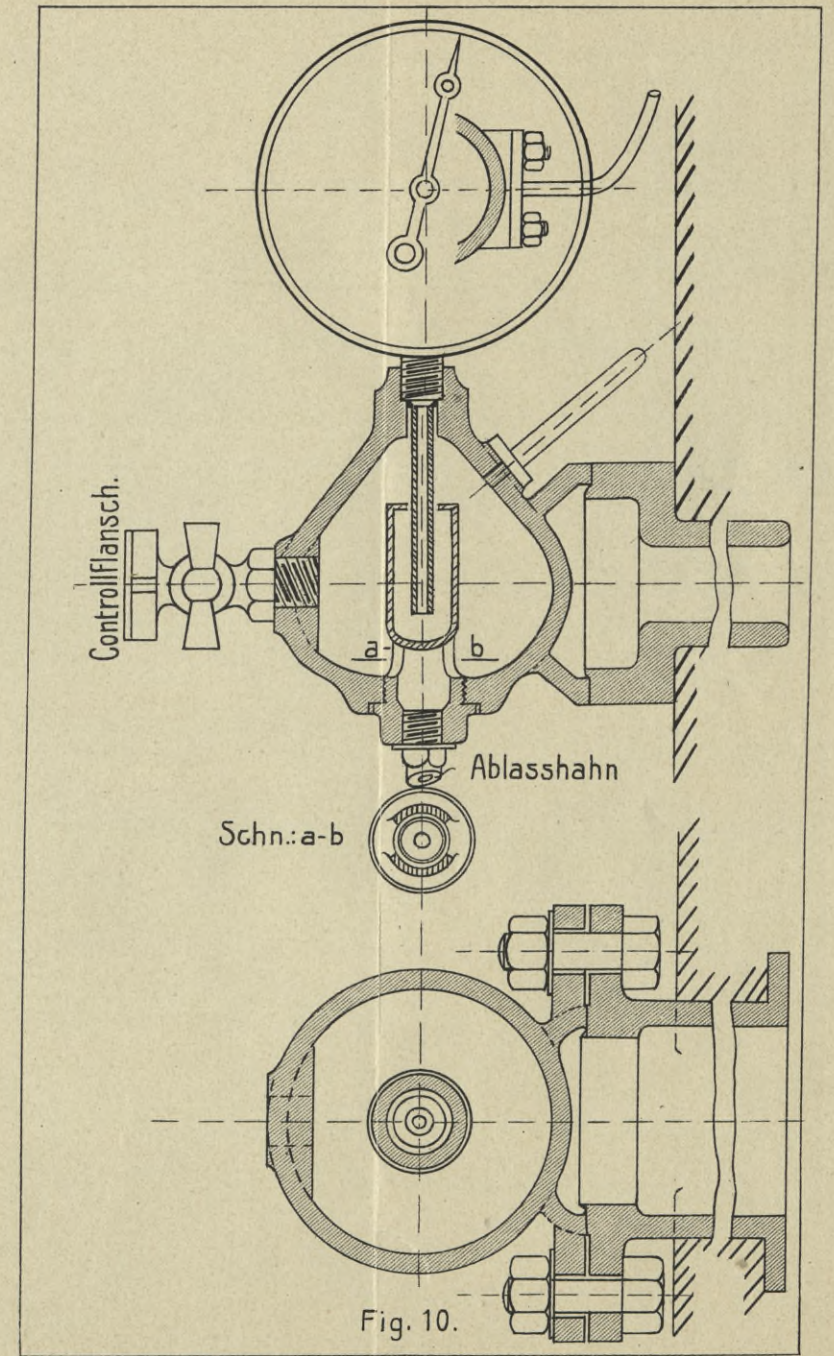 Controllflansch.
a-
b
Ablasshahn
Schn.: a-b
Fig. 10.